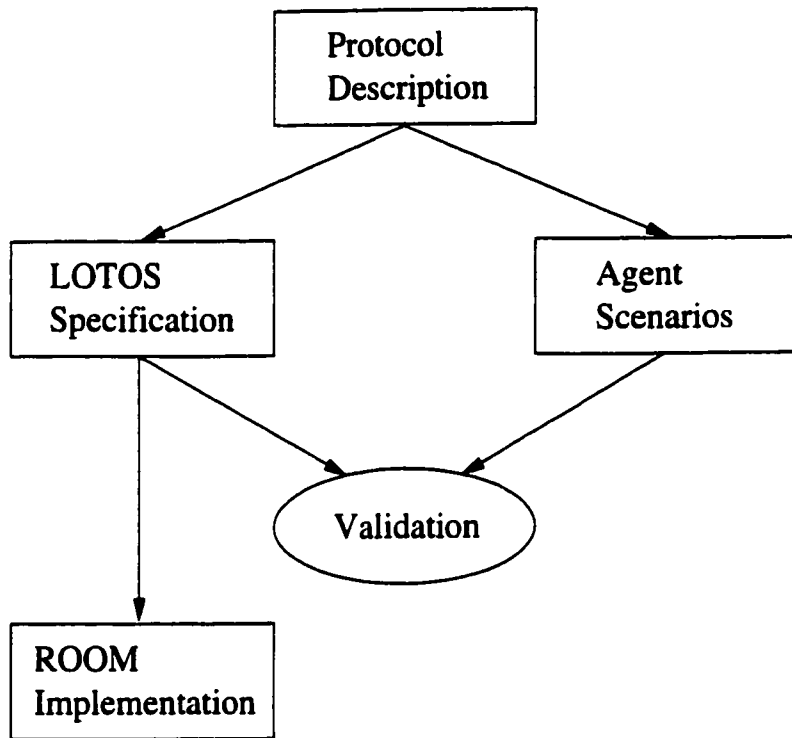 Protocol
Description
LOTOS
Specification
Agent
Scenarios
Validation
ROOM
Implementation